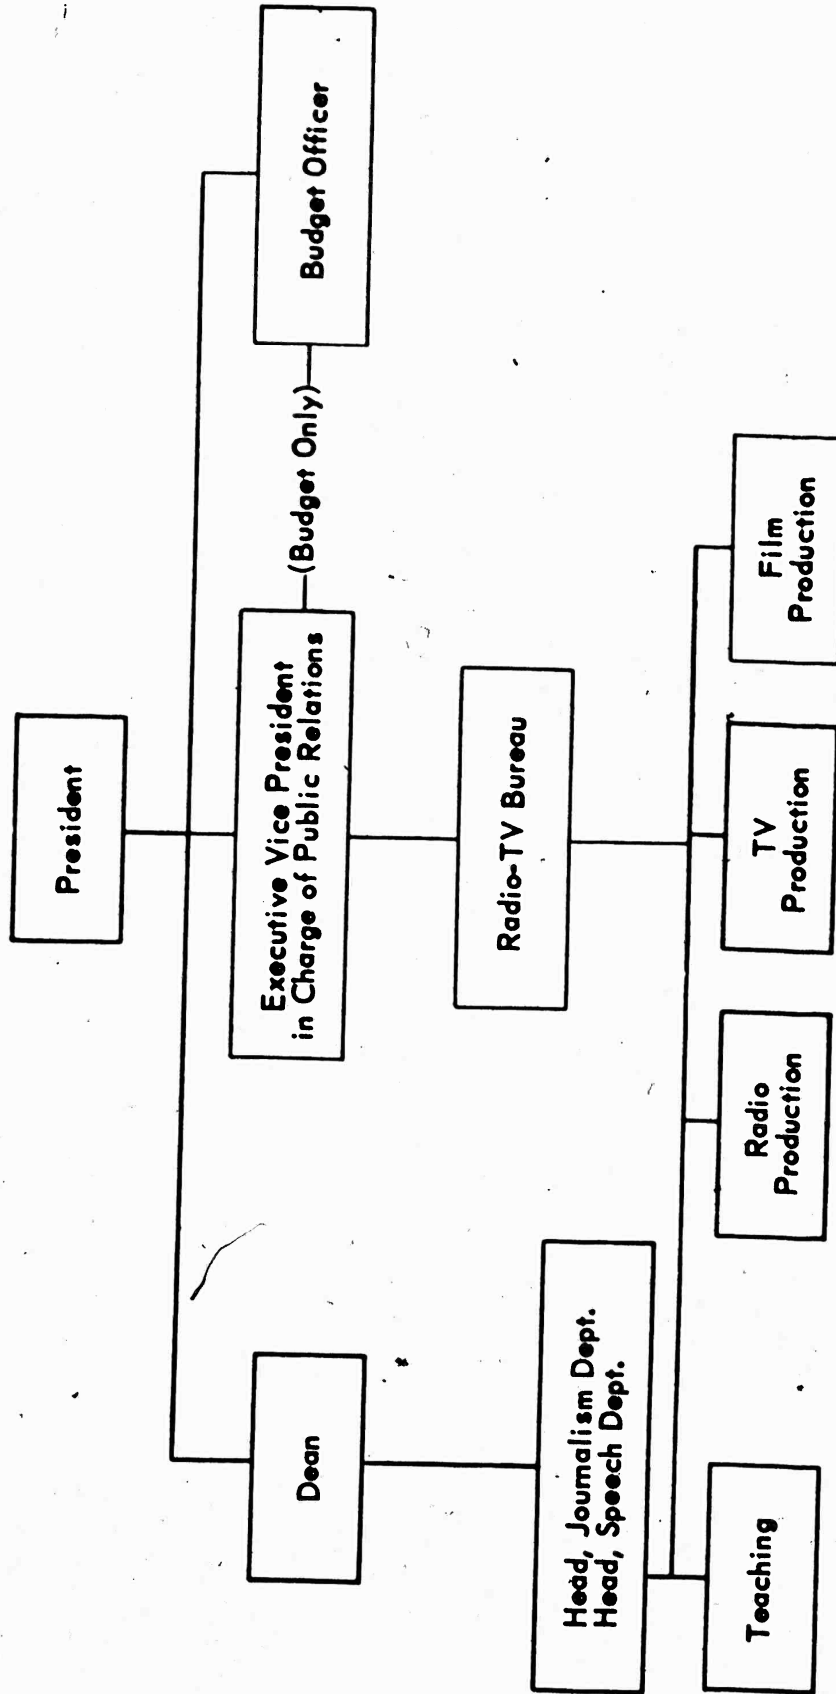 President
Dean
Executive Vice President
in Charge of Public Relations
(Budget Only)
Budget Officer
Head, Journalism Dept.
Head, Speech Dept.
Radio-TV Bureau
Teaching
Radio
Production
TV
Production
Film
Production